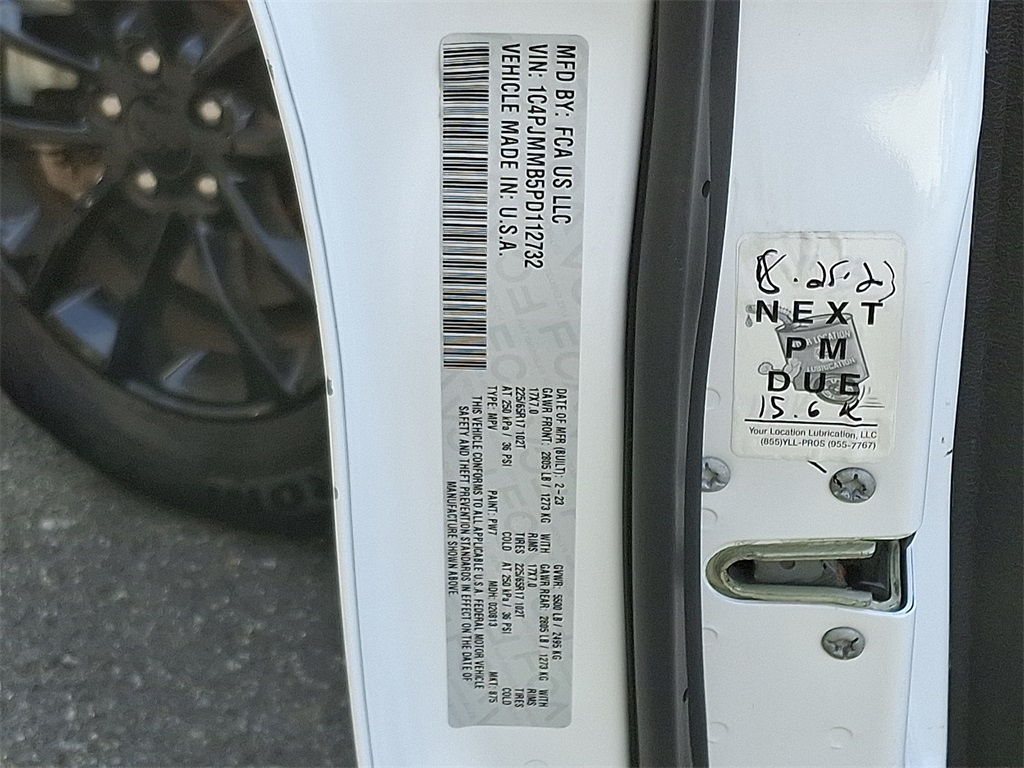 MFD BY: FCA US LLC
VIN: 1C4PJMMB5PD112732
VEHICLE MADE IN: U.S.A.
DATE OF MFR (BUILT): 2-23 GVWR: 5500 LB / 2495 KG
GAWR FRONT: 2805 LB / 1273 KG WITH GAWR REAR: 2805 LB / 1273 KG WITH
17X7.0 RIMS 17X7.0 RIMS
225/65R17 102T TIRES 225/65R17 102T TIRES
AT 250 kPa / 36 PSI COLD AT 250 kPa / 36 PSI COLD
TYPE: MPV PAINT: PW7 MDH: 020813 MKT: 875
THIS VEHICLE CONFORMS TO ALL APPLICABLE U.S.A. FEDERAL MOTOR VEHICLE
SAFETY AND THEFT PREVENTION STANDARDS IN EFFECT ON THE DATE OF
MANUFACTURE SHOWN ABOVE
8.25.23
NEXT
PM
DUE
15.6 K
Your Location Lubrication, LLC
(855)YLL-PROS (955-7767)